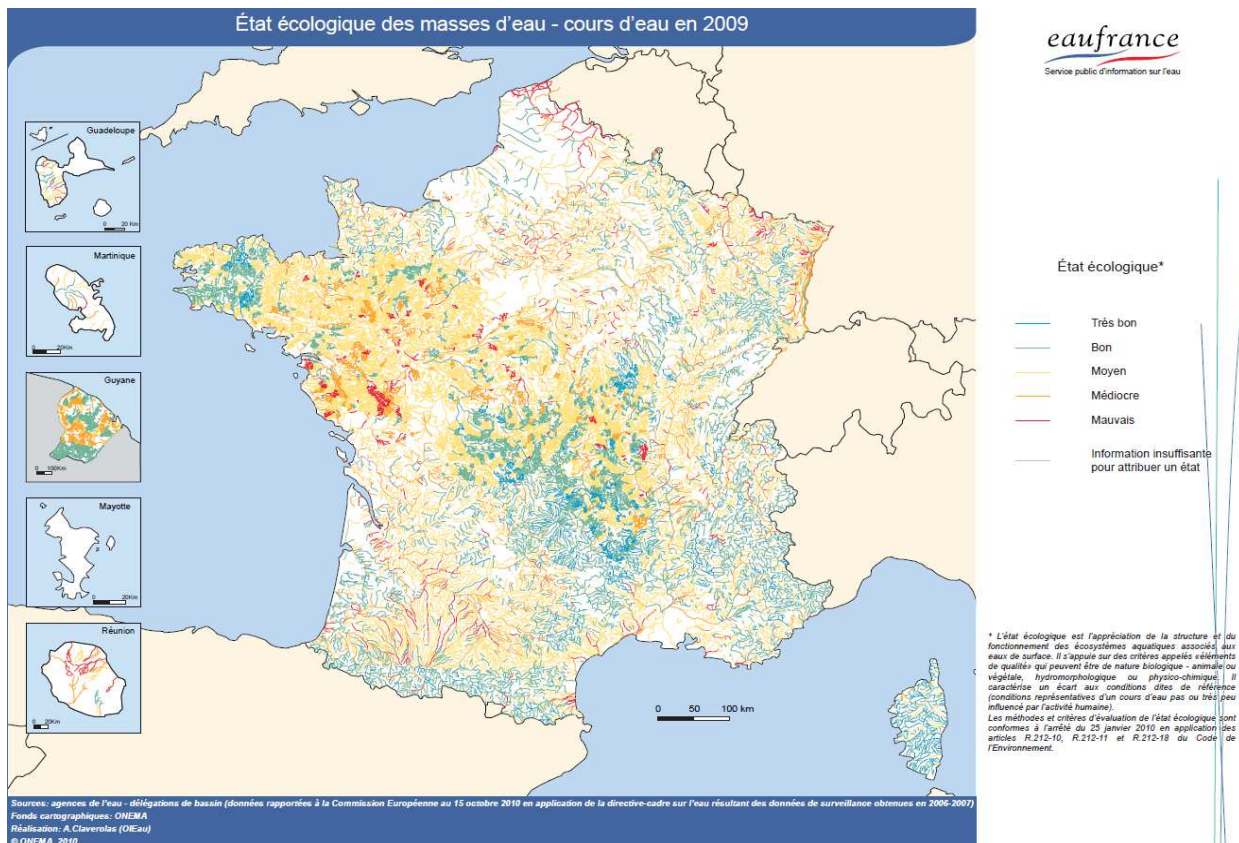 État écologique des masses d'eau - cours d'eau en 2009
eaufrance
Service public d'information sur l'eau
Guadeloupe
0 20 Km
Martinique
0 20Km
Guyane
0 100Km
Mayotte
0 20Km
Réunion
0 20Km
0 50 100 km
État écologique*
Très bon
Bon
Moyen
Médiocre
Mauvais
Information insuffisante
pour attribuer un état
* L'état écologique est l'appréciation de la structure et du
fonctionnement des écosystèmes aquatiques associés aux
eaux de surface. Il s'appuie sur des critères appelés «éléments
de qualité» qui peuvent être de nature biologique - animale ou
végétale, hydromorphologique ou physico-chimique. Il
caractérise un écart aux conditions dites de référence
(conditions représentatives d'un cours d'eau pas ou très peu
influencé par l'activité humaine).
Les méthodes et critères d'évaluation de l'état écologique sont
conformes à l'arrêté du 25 janvier 2010 en application des
articles R.212-10, R.212-11 et R.212-18 du Code de
l'Environnement.
Sources: agences de l'eau - délégations de bassin (données rapportées à la Commission Européenne au 15 octobre 2010 en application de la directive-cadre sur l'eau résultant des données de surveillance obtenues en 2006-2007)
Fonds cartographiques: ONEMA
Réalisation: A.Claverolas (OIEau)
© ONEMA, 2010